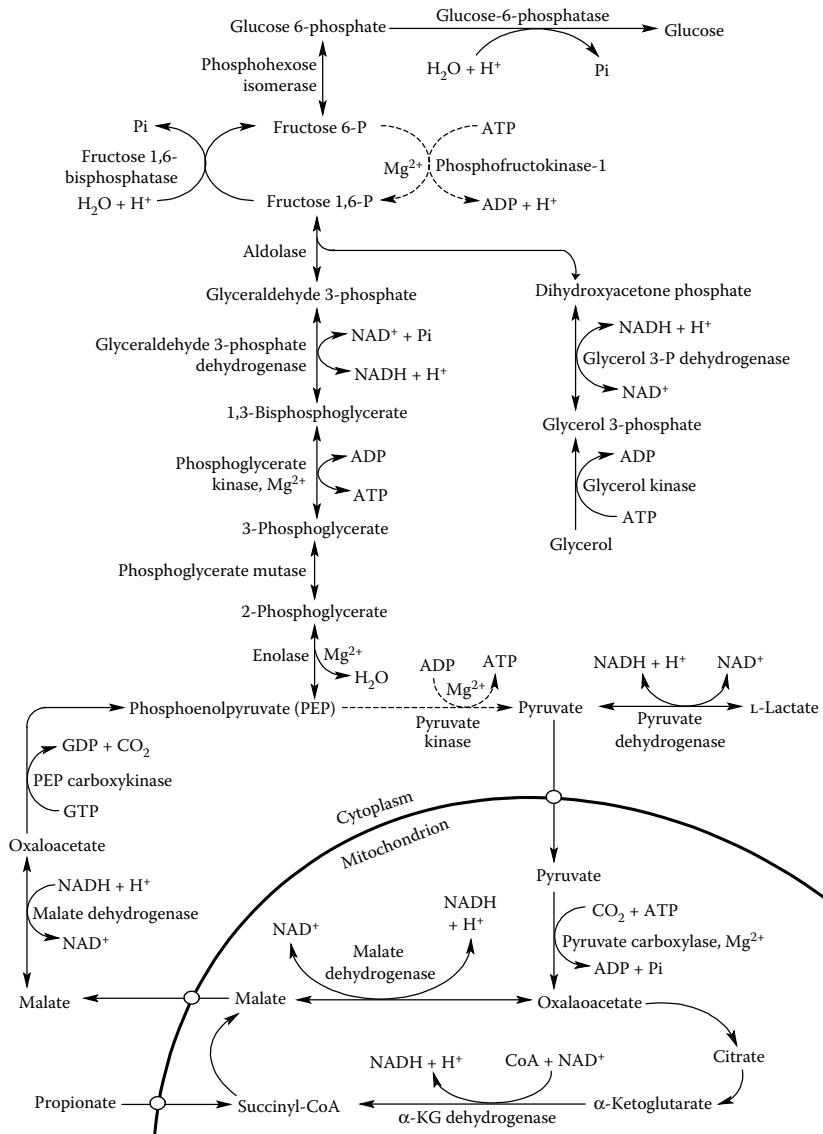 Glucose-6-phosphatase
Glucose 6-phosphate
Glucose
H₂O + H⁺
Pi
Phosphohexose
isomerase
Pi
Fructose 6-P
ATP
Fructose 1,6-
bisphosphatase
Mg²⁺
Phosphofructokinase-1
H₂O + H⁺
Fructose 1,6-P
ADP + H⁺
Aldolase
Glyceraldehyde 3-phosphate
Dihydroxyacetone phosphate
Glyceraldehyde 3-phosphate
dehydrogenase
NAD⁺ + Pi
NADH + H⁺
NADH + H⁺
Glycerol 3-P dehydrogenase
NAD⁺
1,3-Bisphosphoglycerate
Glycerol 3-phosphate
Phosphoglycerate
kinase, Mg²⁺
ADP
ATP
ADP
Glycerol kinase
ATP
3-Phosphoglycerate
Glycerol
Phosphoglycerate mutase
2-Phosphoglycerate
Enolase
Mg²⁺
H₂O
ADP
ATP
Mg²⁺
NADH + H⁺
NAD⁺
Phosphoenolpyruvate (PEP)
Pyruvate
kinase
Pyruvate
Pyruvate
dehydrogenase
L-Lactate
GDP + CO₂
PEP carboxykinase
GTP
Oxaloacetate
Cytoplasm
Mitochondrion
NADH + H⁺
Malate dehydrogenase
NAD⁺
Pyruvate
CO₂ + ATP
Pyruvate carboxylase, Mg²⁺
ADP + Pi
NAD⁺
Malate
dehydrogenase
NADH
+ H⁺
Malate
Malate
Oxalaoacetate
Citrate
NADH + H⁺
CoA + NAD⁺
Propionate
Succinyl-CoA
α-KG dehydrogenase
α-Ketoglutarate